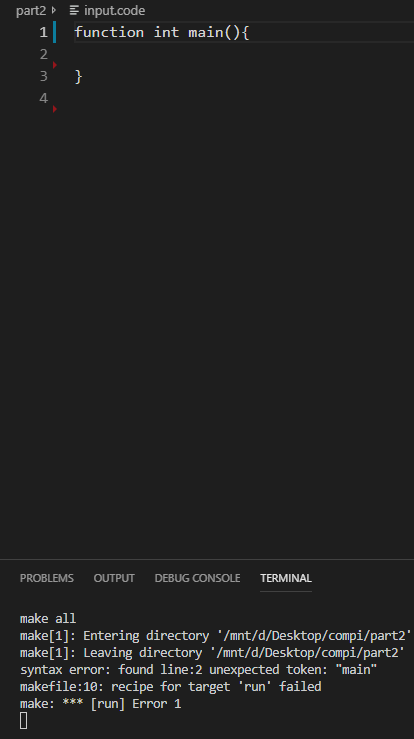 part2 > input.code
1 function int main(){
2
3 }
4
PROBLEMS OUTPUT DEBUG CONSOLE TERMINAL
make all
make[1]: Entering directory '/mnt/d/Desktop/compi/part2'
make[1]: Leaving directory '/mnt/d/Desktop/compi/part2'
syntax error: found line:2 unexpected token: "main"
makefile:10: recipe for target 'run' failed
make: *** [run] Error 1